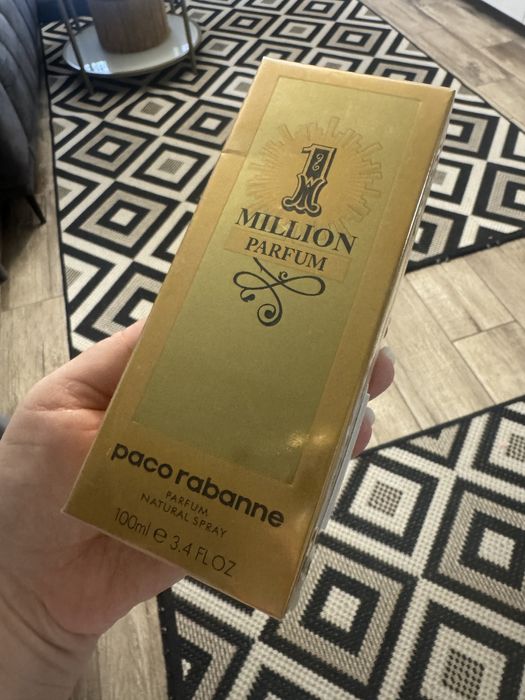 1
MILLION
PARFUM
paco rabanne
PARFUM
NATURAL SPRAY
100ml e 3.4 FL OZ